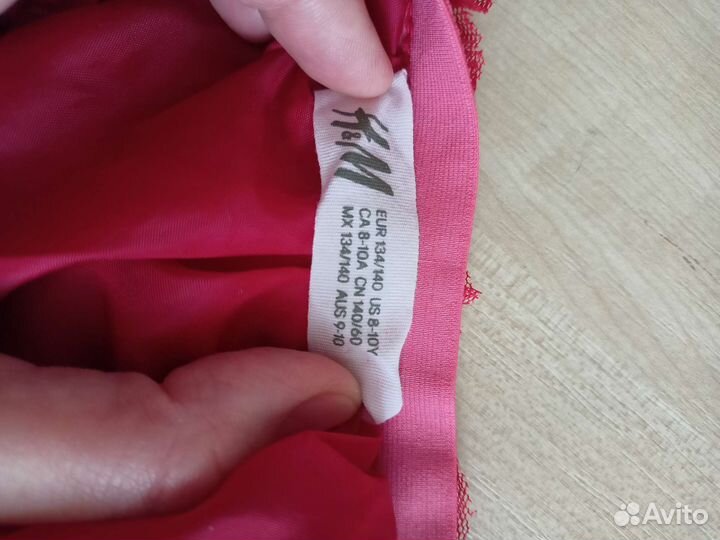 H&M
EUR 134/140 US 8-10Y
CA 8-10A CN 140/60
MX 134/140 AUS 9-10
Avito